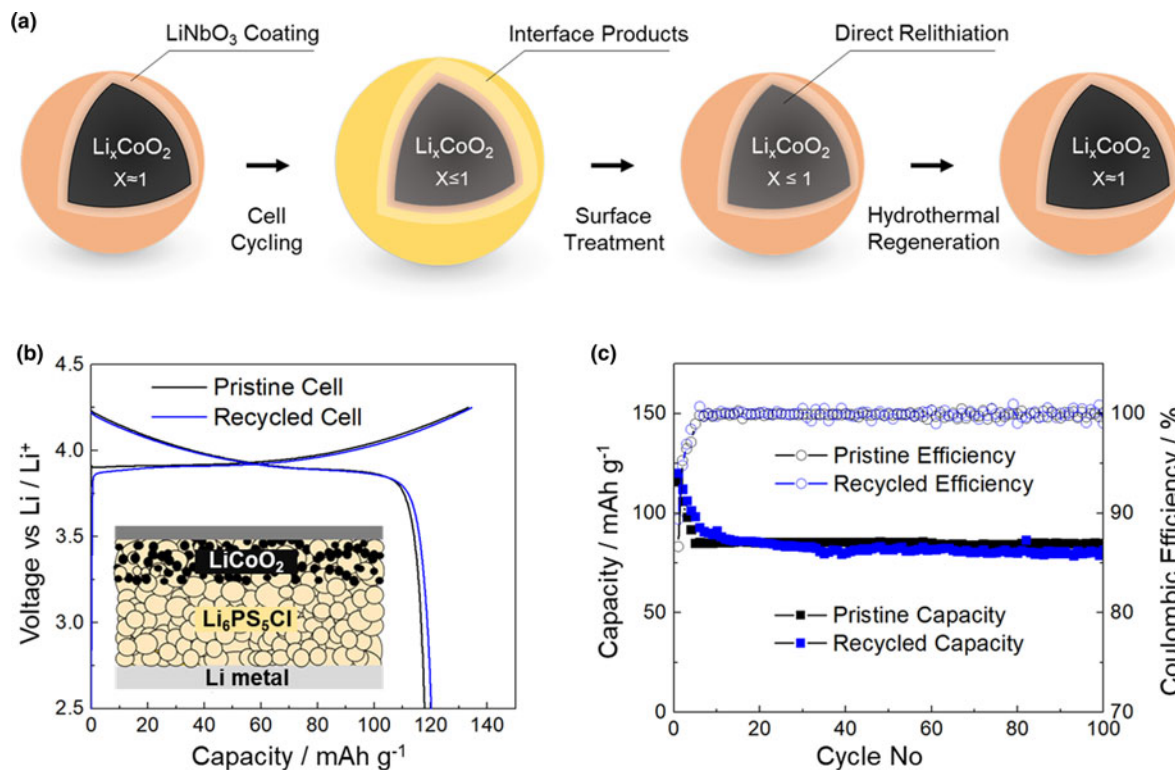 (a)
LiNbO₃ Coating
Interface Products
Direct Relithiation
LiₓCoO₂
X≈1
LiₓCoO₂
X≤1
LiₓCoO₂
X ≤ 1
LiₓCoO₂
X≈1
Cell
Cycling
Surface
Treatment
Hydrothermal
Regeneration
(b)
4.5
4.0
3.5
3.0
2.5
Voltage vs Li / Li⁺
Pristine Cell
Recycled Cell
LiCoO₂
Li₆PS₅Cl
Li metal
0 20 40 60 80 100 120 140
Capacity / mAh g⁻¹
(c)
150
100
50
0
Capacity / mAh g⁻¹
Pristine Efficiency
Recycled Efficiency
Pristine Capacity
Recycled Capacity
100
90
80
70
Coulombic Efficiency / %
0 20 40 60 80 100
Cycle No